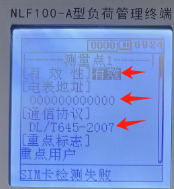 NLF100-A型负荷管理终端
0000 0924
测量点1
[有 效 性]有效
[电表地址]
000000000000
[通信协议]
DL/T645-2007
[重点标志]
重点用户
SIM卡检测失败